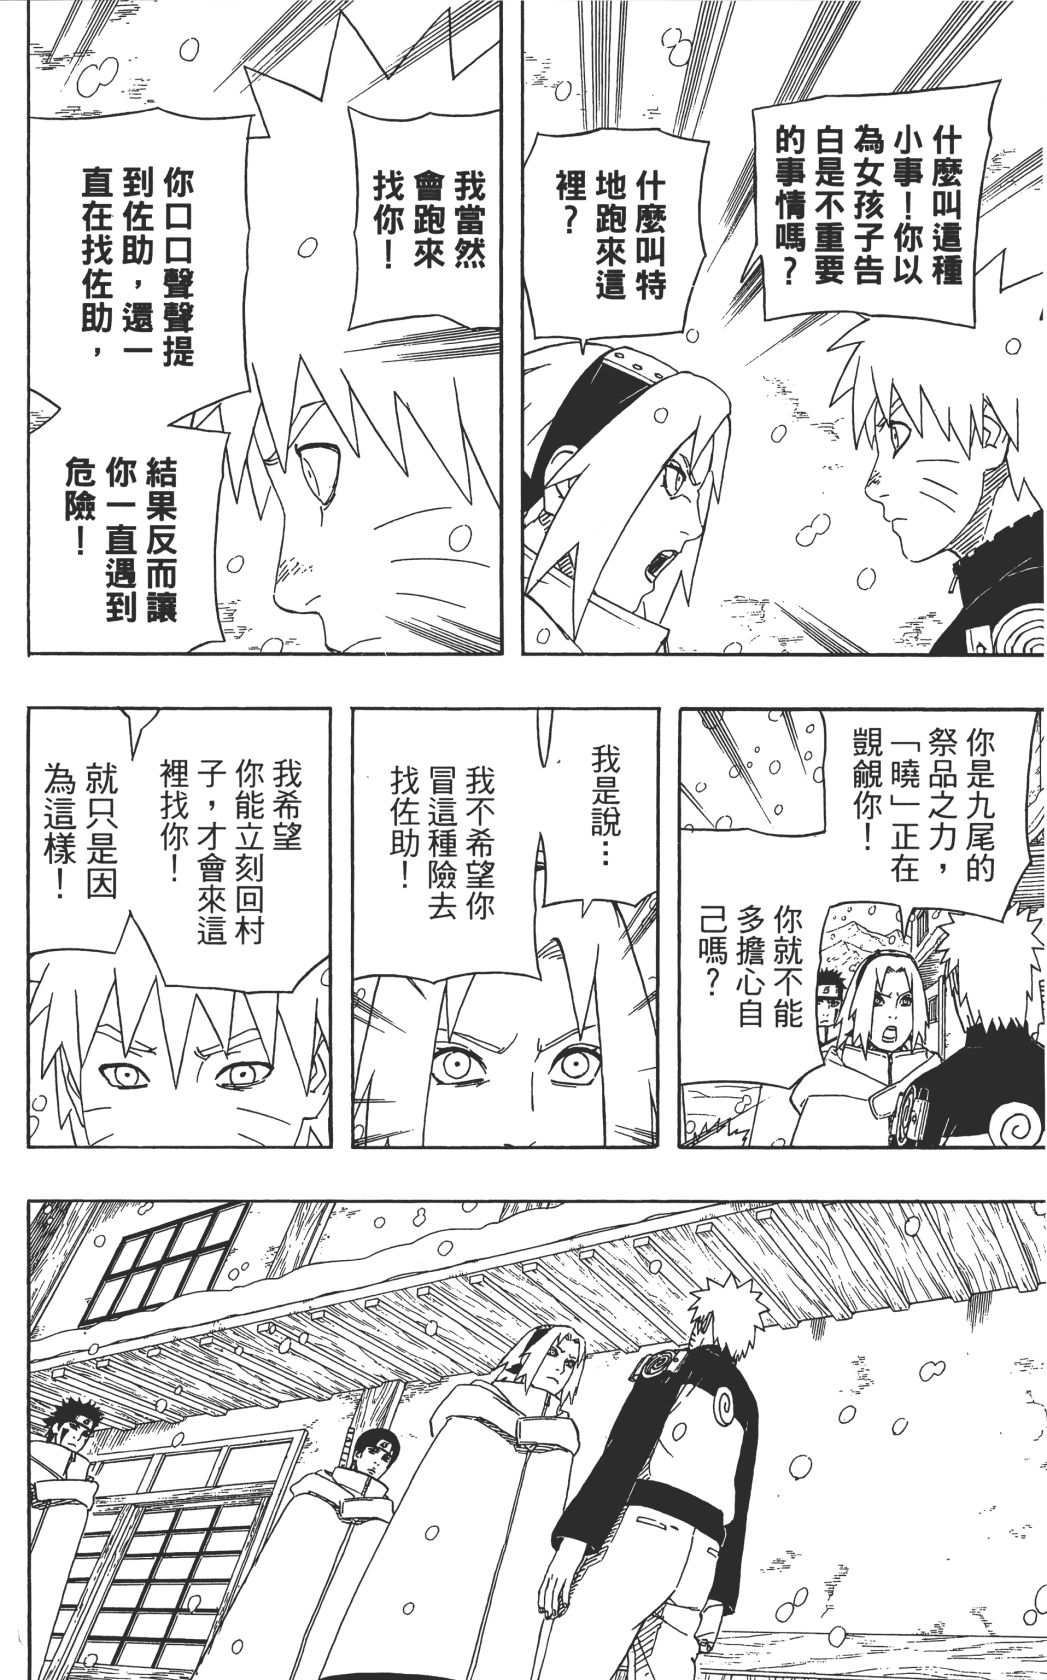 什麼叫這種
小事！你以
為女孩子告
白是不重要
的事情嗎？
什麼叫特
地跑來這
裡？
我當然
會跑來
找你！
你口口聲聲提
到佐助，還一
直在找佐助，
結果反而讓
你一直遇到
危險！
你是九尾的
祭品之力，
「曉」正在
覬覦你！
你就不能
多擔心自
己嗎？
我是說…
我不希望你
冒這種險去
找佐助！
我希望
你能立刻回村
子，才會來這
裡找你！
就只是因
為這樣！